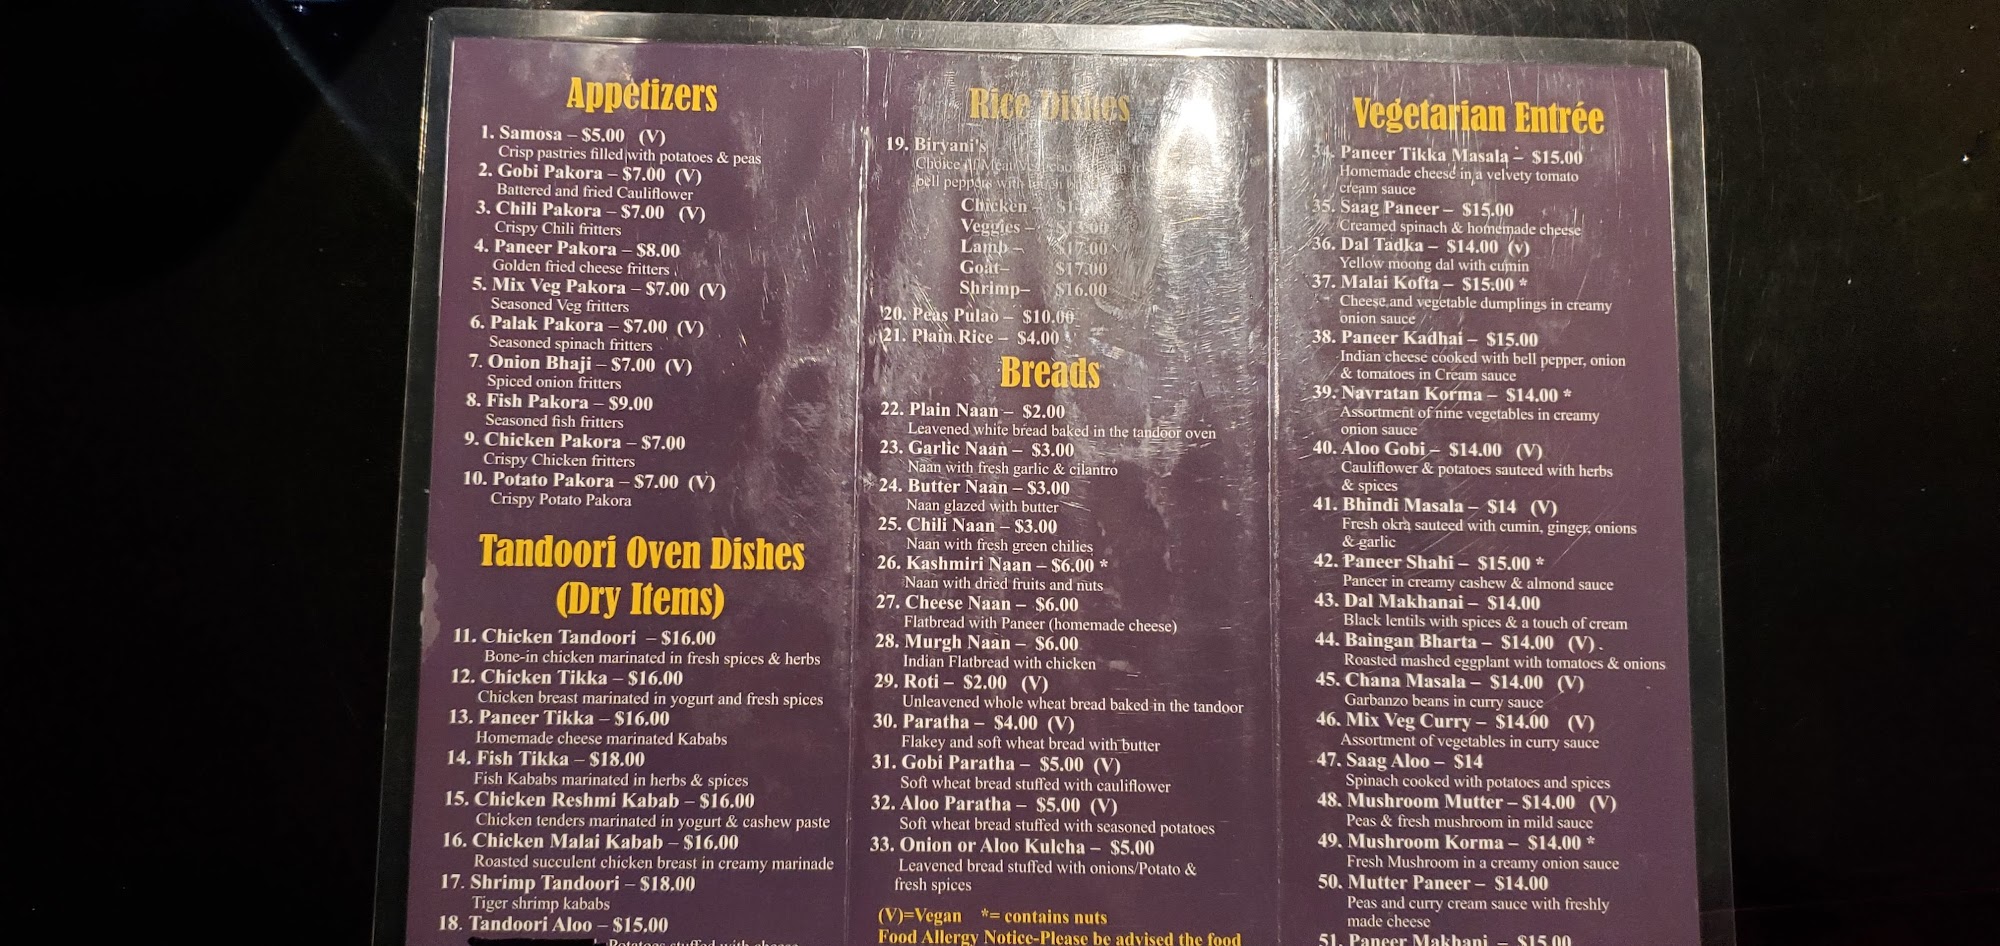 Appetizers
1. Samosa – $5.00 (V)
Crisp pastries filled with potatoes & peas
2. Gobi Pakora – $7.00 (V)
Battered and fried Cauliflower
3. Chili Pakora – $7.00 (V)
Crispy Chili fritters
4. Paneer Pakora – $8.00
Golden fried cheese fritters
5. Mix Veg Pakora – $7.00 (V)
Seasoned Veg fritters
6. Palak Pakora – $7.00 (V)
Seasoned spinach fritters
7. Onion Bhaji – $7.00 (V)
Spiced onion fritters
8. Fish Pakora – $9.00
Seasoned fish fritters
9. Chicken Pakora – $7.00
Crispy Chicken fritters
10. Potato Pakora – $7.00 (V)
Crispy Potato Pakora
Tandoori Oven Dishes
(Dry Items)
11. Chicken Tandoori – $16.00
Bone-in chicken marinated in fresh spices & herbs
12. Chicken Tikka – $16.00
Chicken breast marinated in yogurt and fresh spices
13. Paneer Tikka – $16.00
Homemade cheese marinated Kababs
14. Fish Tikka – $18.00
Fish Kababs marinated in herbs & spices
15. Chicken Reshmi Kabab – $16.00
Chicken tenders marinated in yogurt & cashew paste
16. Chicken Malai Kabab – $16.00
Roasted succulent chicken breast in creamy marinade
17. Shrimp Tandoori – $18.00
Tiger shrimp kababs
18. Tandoori Aloo – $15.00
Potatoes stuffed with cheese
Rice Dishes
19. Biryani's
Choice of Meat
bell peppers with
Chicken –
Veggies – $13.00
Lamb – $17.00
Goat– $17.00
Shrimp– $16.00
20. Peas Pulao – $10.00
21. Plain Rice – $4.00
Breads
22. Plain Naan – $2.00
Leavened white bread baked in the tandoor oven
23. Garlic Naan – $3.00
Naan with fresh garlic & cilantro
24. Butter Naan – $3.00
Naan glazed with butter
25. Chili Naan – $3.00
Naan with fresh green chilies
26. Kashmiri Naan – $6.00 *
Naan with dried fruits and nuts
27. Cheese Naan – $6.00
Flatbread with Paneer (homemade cheese)
28. Murgh Naan – $6.00
Indian Flatbread with chicken
29. Roti – $2.00 (V)
Unleavened whole wheat bread baked in the tandoor
30. Paratha – $4.00 (V)
Flakey and soft wheat bread with butter
31. Gobi Paratha – $5.00 (V)
Soft wheat bread stuffed with cauliflower
32. Aloo Paratha – $5.00 (V)
Soft wheat bread stuffed with seasoned potatoes
33. Onion or Aloo Kulcha – $5.00
Leavened bread stuffed with onions/Potato &
fresh spices
(V)=Vegan *= contains nuts
Food Allergy Notice-Please be advised the food
Vegetarian Entrée
34. Paneer Tikka Masala – $15.00
Homemade cheese in a velvety tomato
cream sauce
35. Saag Paneer – $15.00
Creamed spinach & homemade cheese
36. Dal Tadka – $14.00 (v)
Yellow moong dal with cumin
37. Malai Kofta – $15.00 *
Cheese and vegetable dumplings in creamy
onion sauce
38. Paneer Kadhai – $15.00
Indian cheese cooked with bell pepper, onion
& tomatoes in Cream sauce
39. Navratan Korma – $14.00 *
Assortment of nine vegetables in creamy
onion sauce
40. Aloo Gobi – $14.00 (V)
Cauliflower & potatoes sauteed with herbs
& spices
41. Bhindi Masala – $14 (V)
Fresh okra sauteed with cumin, ginger, onions
& garlic
42. Paneer Shahi – $15.00 *
Paneer in creamy cashew & almond sauce
43. Dal Makhanai – $14.00
Black lentils with spices & a touch of cream
44. Baingan Bharta – $14.00 (V)
Roasted mashed eggplant with tomatoes & onions
45. Chana Masala – $14.00 (V)
Garbanzo beans in curry sauce
46. Mix Veg Curry – $14.00 (V)
Assortment of vegetables in curry sauce
47. Saag Aloo – $14
Spinach cooked with potatoes and spices
48. Mushroom Mutter – $14.00 (V)
Peas & fresh mushroom in mild sauce
49. Mushroom Korma – $14.00 *
Fresh Mushroom in a creamy onion sauce
50. Mutter Paneer – $14.00
Peas and curry cream sauce with freshly
made cheese
51. Paneer Makhani – $15.00